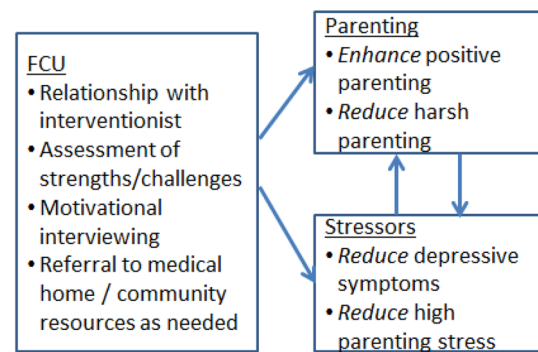 FCU
• Relationship with
interventionist
• Assessment of
strengths/challenges
• Motivational
interviewing
• Referral to medical
home / community
resources as needed
Parenting
• Enhance positive
parenting
• Reduce harsh
parenting
Stressors
• Reduce depressive
symptoms
• Reduce high
parenting stress